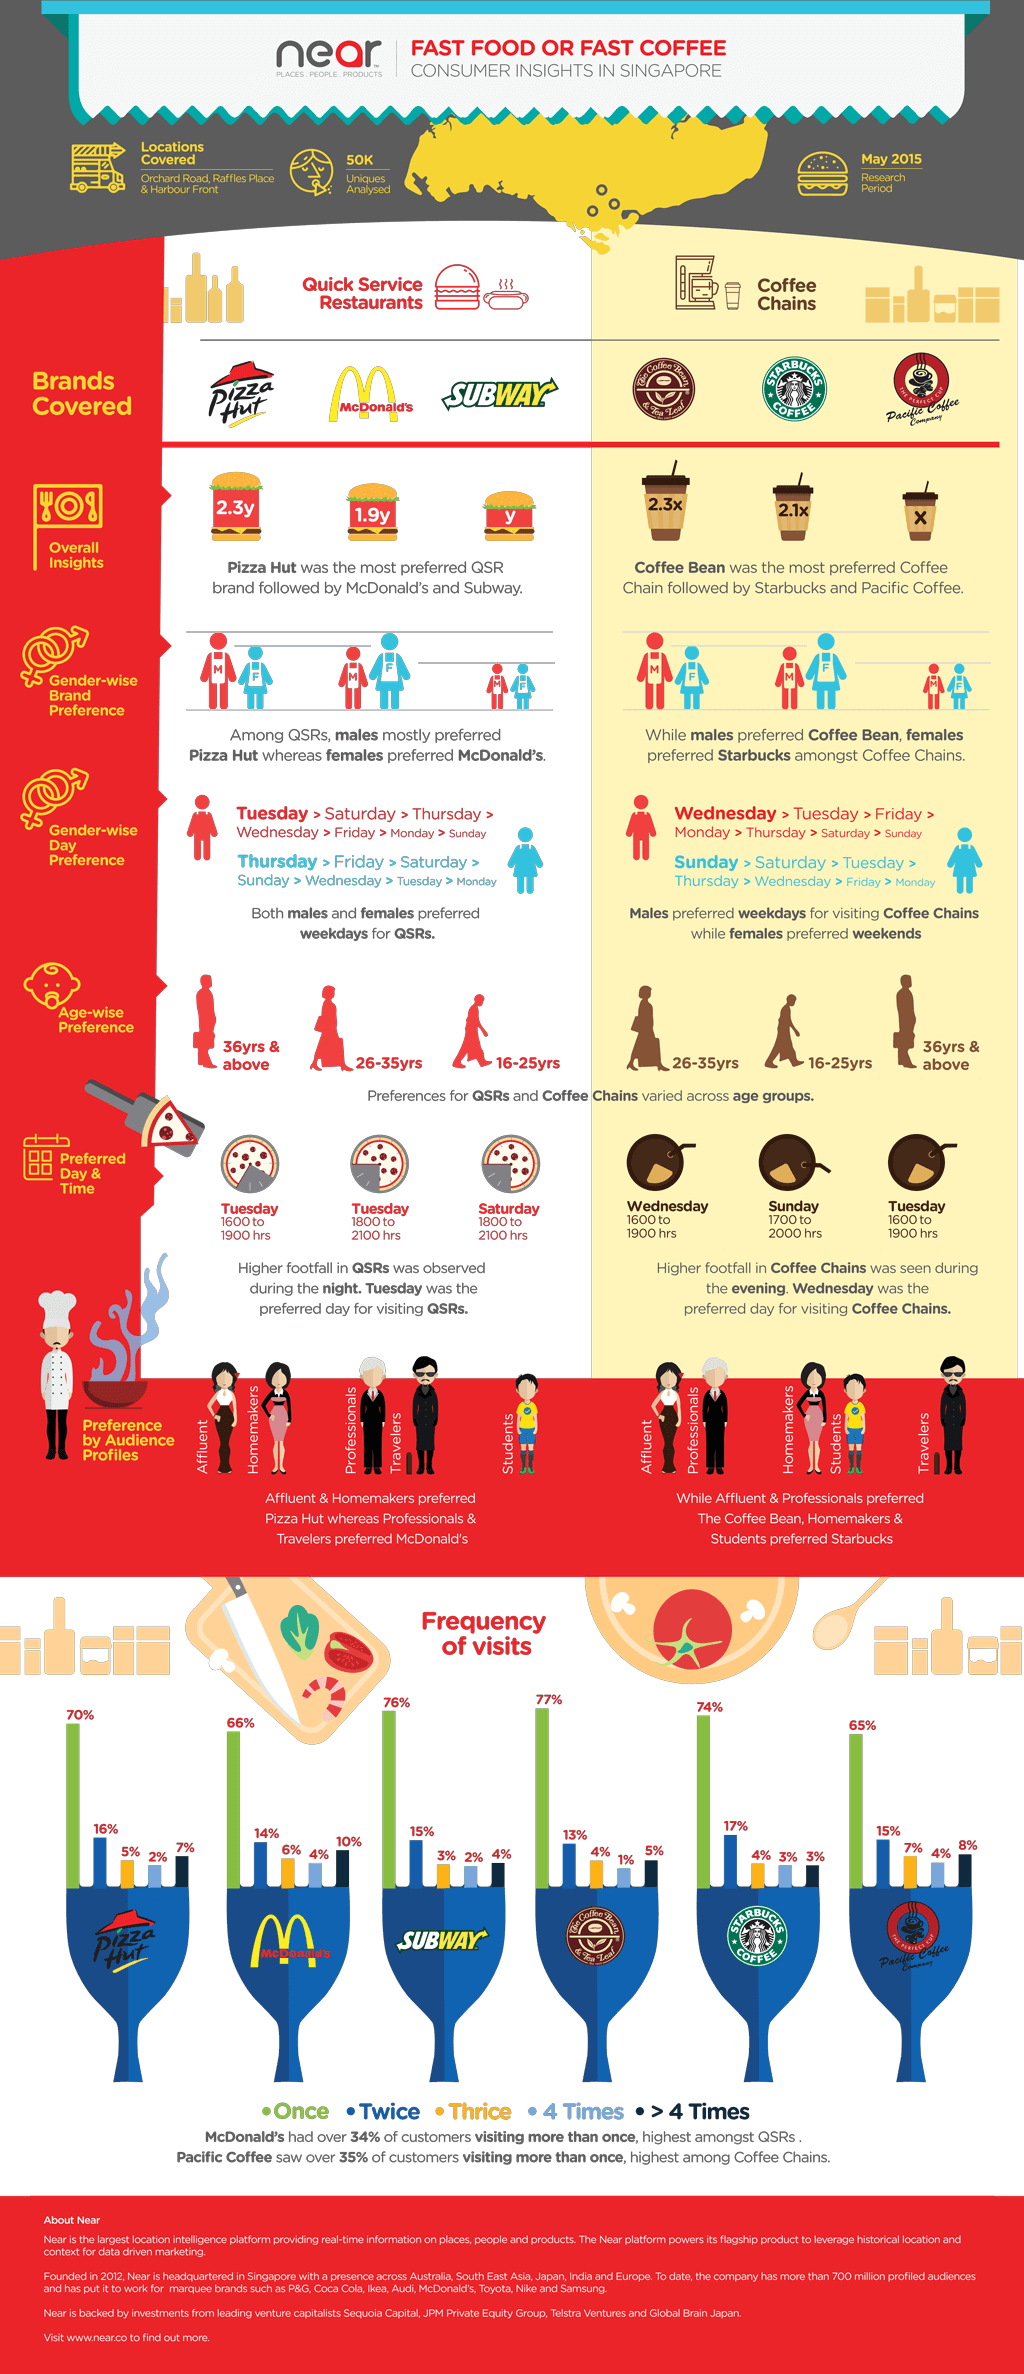 near
PLACES . PEOPLE . PRODUCTS
FAST FOOD OR FAST COFFEE
CONSUMER INSIGHTS IN SINGAPORE
Locations
Covered
Orchard Road, Raffles Place
& Harbour Front
50K
Uniques
Analysed
May 2015
Research
Period
Quick Service
Restaurants
Coffee
Chains
Brands
Covered
Pizza
Hut
McDonald's
SUBWAY
The Coffee Bean
& Tea Leaf
STARBUCKS
COFFEE
THE PERFECT CUP
Pacific Coffee
Company
Overall
Insights
2.3y
1.9y
y
2.3x
2.1x
x
Pizza Hut was the most preferred QSR
brand followed by McDonald's and Subway.
Coffee Bean was the most preferred Coffee
Chain followed by Starbucks and Pacific Coffee.
Gender-wise
Brand
Preference
M
F
M
F
M
F
M
F
M
F
M
F
Among QSRs, males mostly preferred
Pizza Hut whereas females preferred McDonald's.
While males preferred Coffee Bean, females
preferred Starbucks amongst Coffee Chains.
Gender-wise
Day
Preference
Tuesday > Saturday > Thursday >
Wednesday > Friday > Monday > Sunday
Thursday > Friday > Saturday >
Sunday > Wednesday > Tuesday > Monday
Both males and females preferred
weekdays for QSRs.
Wednesday > Tuesday > Friday >
Monday > Thursday > Saturday > Sunday
Sunday > Saturday > Tuesday >
Thursday > Wednesday > Friday > Monday
Males preferred weekdays for visiting Coffee Chains
while females preferred weekends
Age-wise
Preference
36yrs &
above
26-35yrs
16-25yrs
26-35yrs
16-25yrs
36yrs &
above
Preferences for QSRs and Coffee Chains varied across age groups.
Preferred
Day &
Time
Tuesday
1600 to
1900 hrs
Tuesday
1800 to
2100 hrs
Saturday
1800 to
2100 hrs
Wednesday
1600 to
1900 hrs
Sunday
1700 to
2000 hrs
Tuesday
1600 to
1900 hrs
Higher footfall in QSRs was observed
during the night. Tuesday was the
preferred day for visiting QSRs.
Higher footfall in Coffee Chains was seen during
the evening. Wednesday was the
preferred day for visiting Coffee Chains.
Preference
by Audience
Profiles
Affluent
Homemakers
Professionals
Travelers
Students
Affluent
Professionals
Homemakers
Students
Travelers
Affluent & Homemakers preferred
Pizza Hut whereas Professionals &
Travelers preferred McDonald's
While Affluent & Professionals preferred
The Coffee Bean, Homemakers &
Students preferred Starbucks
Frequency
of visits
70%
16%
5%
2%
7%
66%
14%
6%
4%
10%
76%
15%
3%
2%
4%
77%
13%
4%
1%
5%
74%
17%
4%
3%
3%
65%
15%
7%
4%
8%
Pizza
Hut
McDonald's
SUBWAY
The Coffee Bean
& Tea Leaf
STARBUCKS
COFFEE
THE PERFECT CUP
Pacific Coffee
Company
Once
Twice
Thrice
4 Times
> 4 Times
McDonald's had over 34% of customers visiting more than once, highest amongst QSRs .
Pacific Coffee saw over 35% of customers visiting more than once, highest among Coffee Chains.
About Near
Near is the largest location intelligence platform providing real-time information on places, people and products. The Near platform powers its flagship product to leverage historical location and
context for data driven marketing.
Founded in 2012, Near is headquartered in Singapore with a presence across Australia, South East Asia, Japan, India and Europe. To date, the company has more than 700 million profiled audiences
and has put it to work for marquee brands such as P&G, Coca Cola, Ikea, Audi, McDonald's, Toyota, Nike and Samsung.
Near is backed by investments from leading venture capitalists Sequoia Capital, JPM Private Equity Group, Telstra Ventures and Global Brain Japan.
Visit www.near.co to find out more.